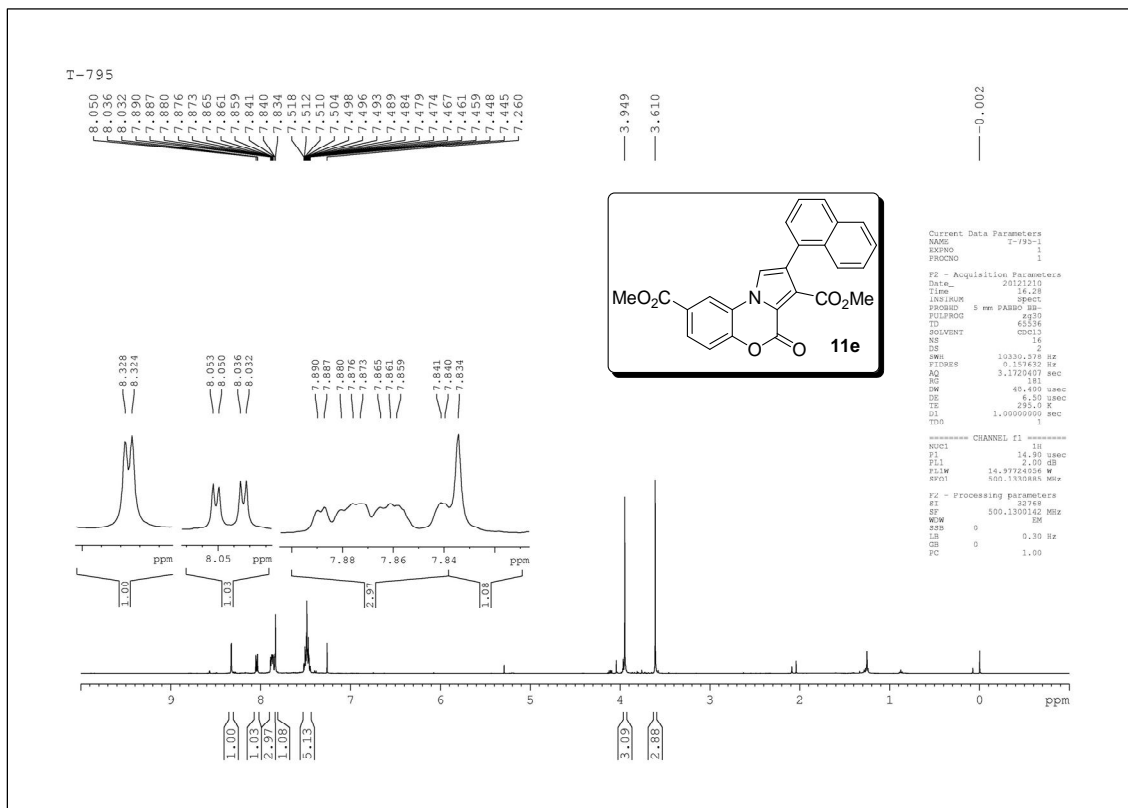 T-795
8.050
8.036
8.032
7.890
7.887
7.880
7.876
7.873
7.865
7.861
7.859
7.841
7.840
7.834
7.518
7.512
7.510
7.504
7.498
7.496
7.493
7.489
7.484
7.479
7.474
7.467
7.461
7.459
7.448
7.445
7.260
3.949
3.610
-0.002
MeO2C
N
CO2Me
O
O
11e
Current Data Parameters
NAME T-795-1
EXPNO 1
PROCNO 1
F2 - Acquisition Parameters
Date_ 20121210
Time 16.28
INSTRUM spect
PROBHD 5 mm PABBO BB-
PULPROG zg30
TD 65536
SOLVENT CDCl3
NS 16
DS 2
SWH 10330.578 Hz
FIDRES 0.157632 Hz
AQ 3.1720407 sec
RG 181
DW 48.400 usec
DE 6.50 usec
TE 295.0 K
D1 1.00000000 sec
TD0 1
======== CHANNEL f1 ========
NUC1 1H
P1 14.90 usec
PL1 2.00 dB
PL1W 14.97724056 W
SFO1 500.1330885 MHz
F2 - Processing parameters
SI 32768
SF 500.1300142 MHz
WDW EM
SSB 0
LB 0.30 Hz
GB 0
PC 1.00
8.328
8.324
8.053
8.050
8.036
8.032
7.890
7.887
7.880
7.876
7.873
7.865
7.861
7.859
7.841
7.840
7.834
ppm
8.05 ppm
7.88 7.86 7.84 ppm
1.00
1.03
2.97
1.08
9 8 7 6 5 4 3 2 1 0 ppm
1.00
1.03
2.97
1.08
5.13
3.09
2.88